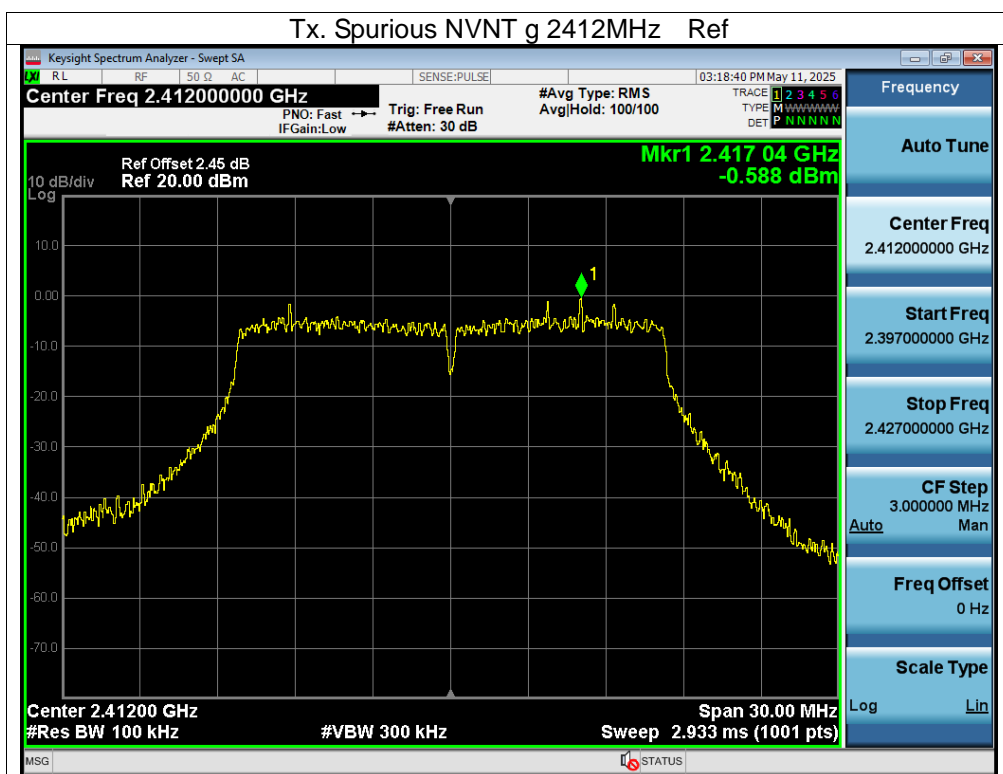 Tx. Spurious NVNT g 2412MHz Ref
Keysight Spectrum Analyzer - Swept SA
LXI RL RF 50 Ω AC SENSE:PULSE 03:18:40 PM May 11, 2025
Center Freq 2.412000000 GHz
PNO: Fast
IFGain:Low
Trig: Free Run
#Atten: 30 dB
#Avg Type: RMS
Avg|Hold: 100/100
TRACE 1 2 3 4 5 6
TYPE M WWWWW
DET P N N N N N
Mkr1 2.417 04 GHz
-0.588 dBm
Ref Offset 2.45 dB
Ref 20.00 dBm
10 dB/div
Log
10.0
0.00
-10.0
-20.0
-30.0
-40.0
-50.0
-60.0
-70.0
1
Center 2.41200 GHz
Span 30.00 MHz
#Res BW 100 kHz
#VBW 300 kHz
Sweep 2.933 ms (1001 pts)
MSG
STATUS
Frequency
Auto Tune
Center Freq
2.412000000 GHz
Start Freq
2.397000000 GHz
Stop Freq
2.427000000 GHz
CF Step
3.000000 MHz
Auto Man
Freq Offset
0 Hz
Scale Type
Log Lin